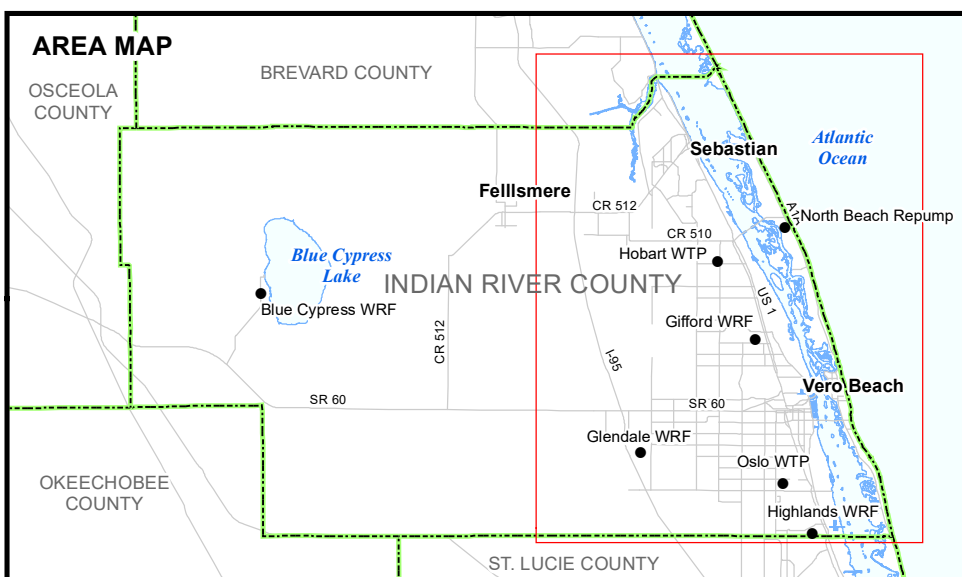 AREA MAP
BREVARD COUNTY
OSCEOLA
COUNTY
Sebastian
Atlantic
Ocean
Felllsmere
CR 512
North Beach Repump
CR 510
Hobart WTP
Blue Cypress
Lake
INDIAN RIVER COUNTY
Blue Cypress WRF
US 1
Gifford WRF
CR 512
I-95
Vero Beach
SR 60
SR 60
Glendale WRF
Oslo WTP
OKEECHOBEE
COUNTY
Highlands WRF
ST. LUCIE COUNTY